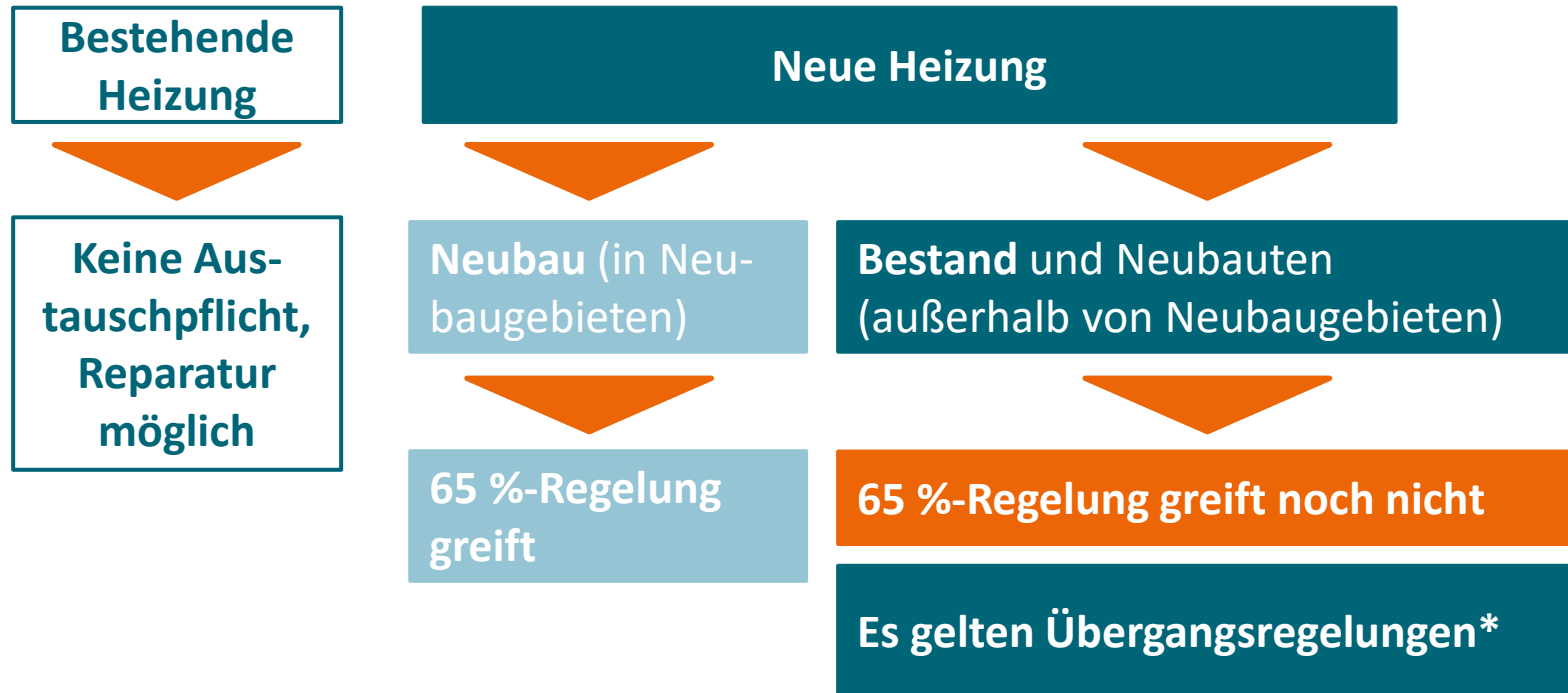 Bestehende
Heizung
Neue Heizung
Keine Aus-
tauschpflicht,
Reparatur
möglich
Neubau (in Neu-
baugebieten)
Bestand und Neubauten
(außerhalb von Neubaugebieten)
65 %-Regelung
greift
65 %-Regelung greift noch nicht
Es gelten Übergangsregelungen*